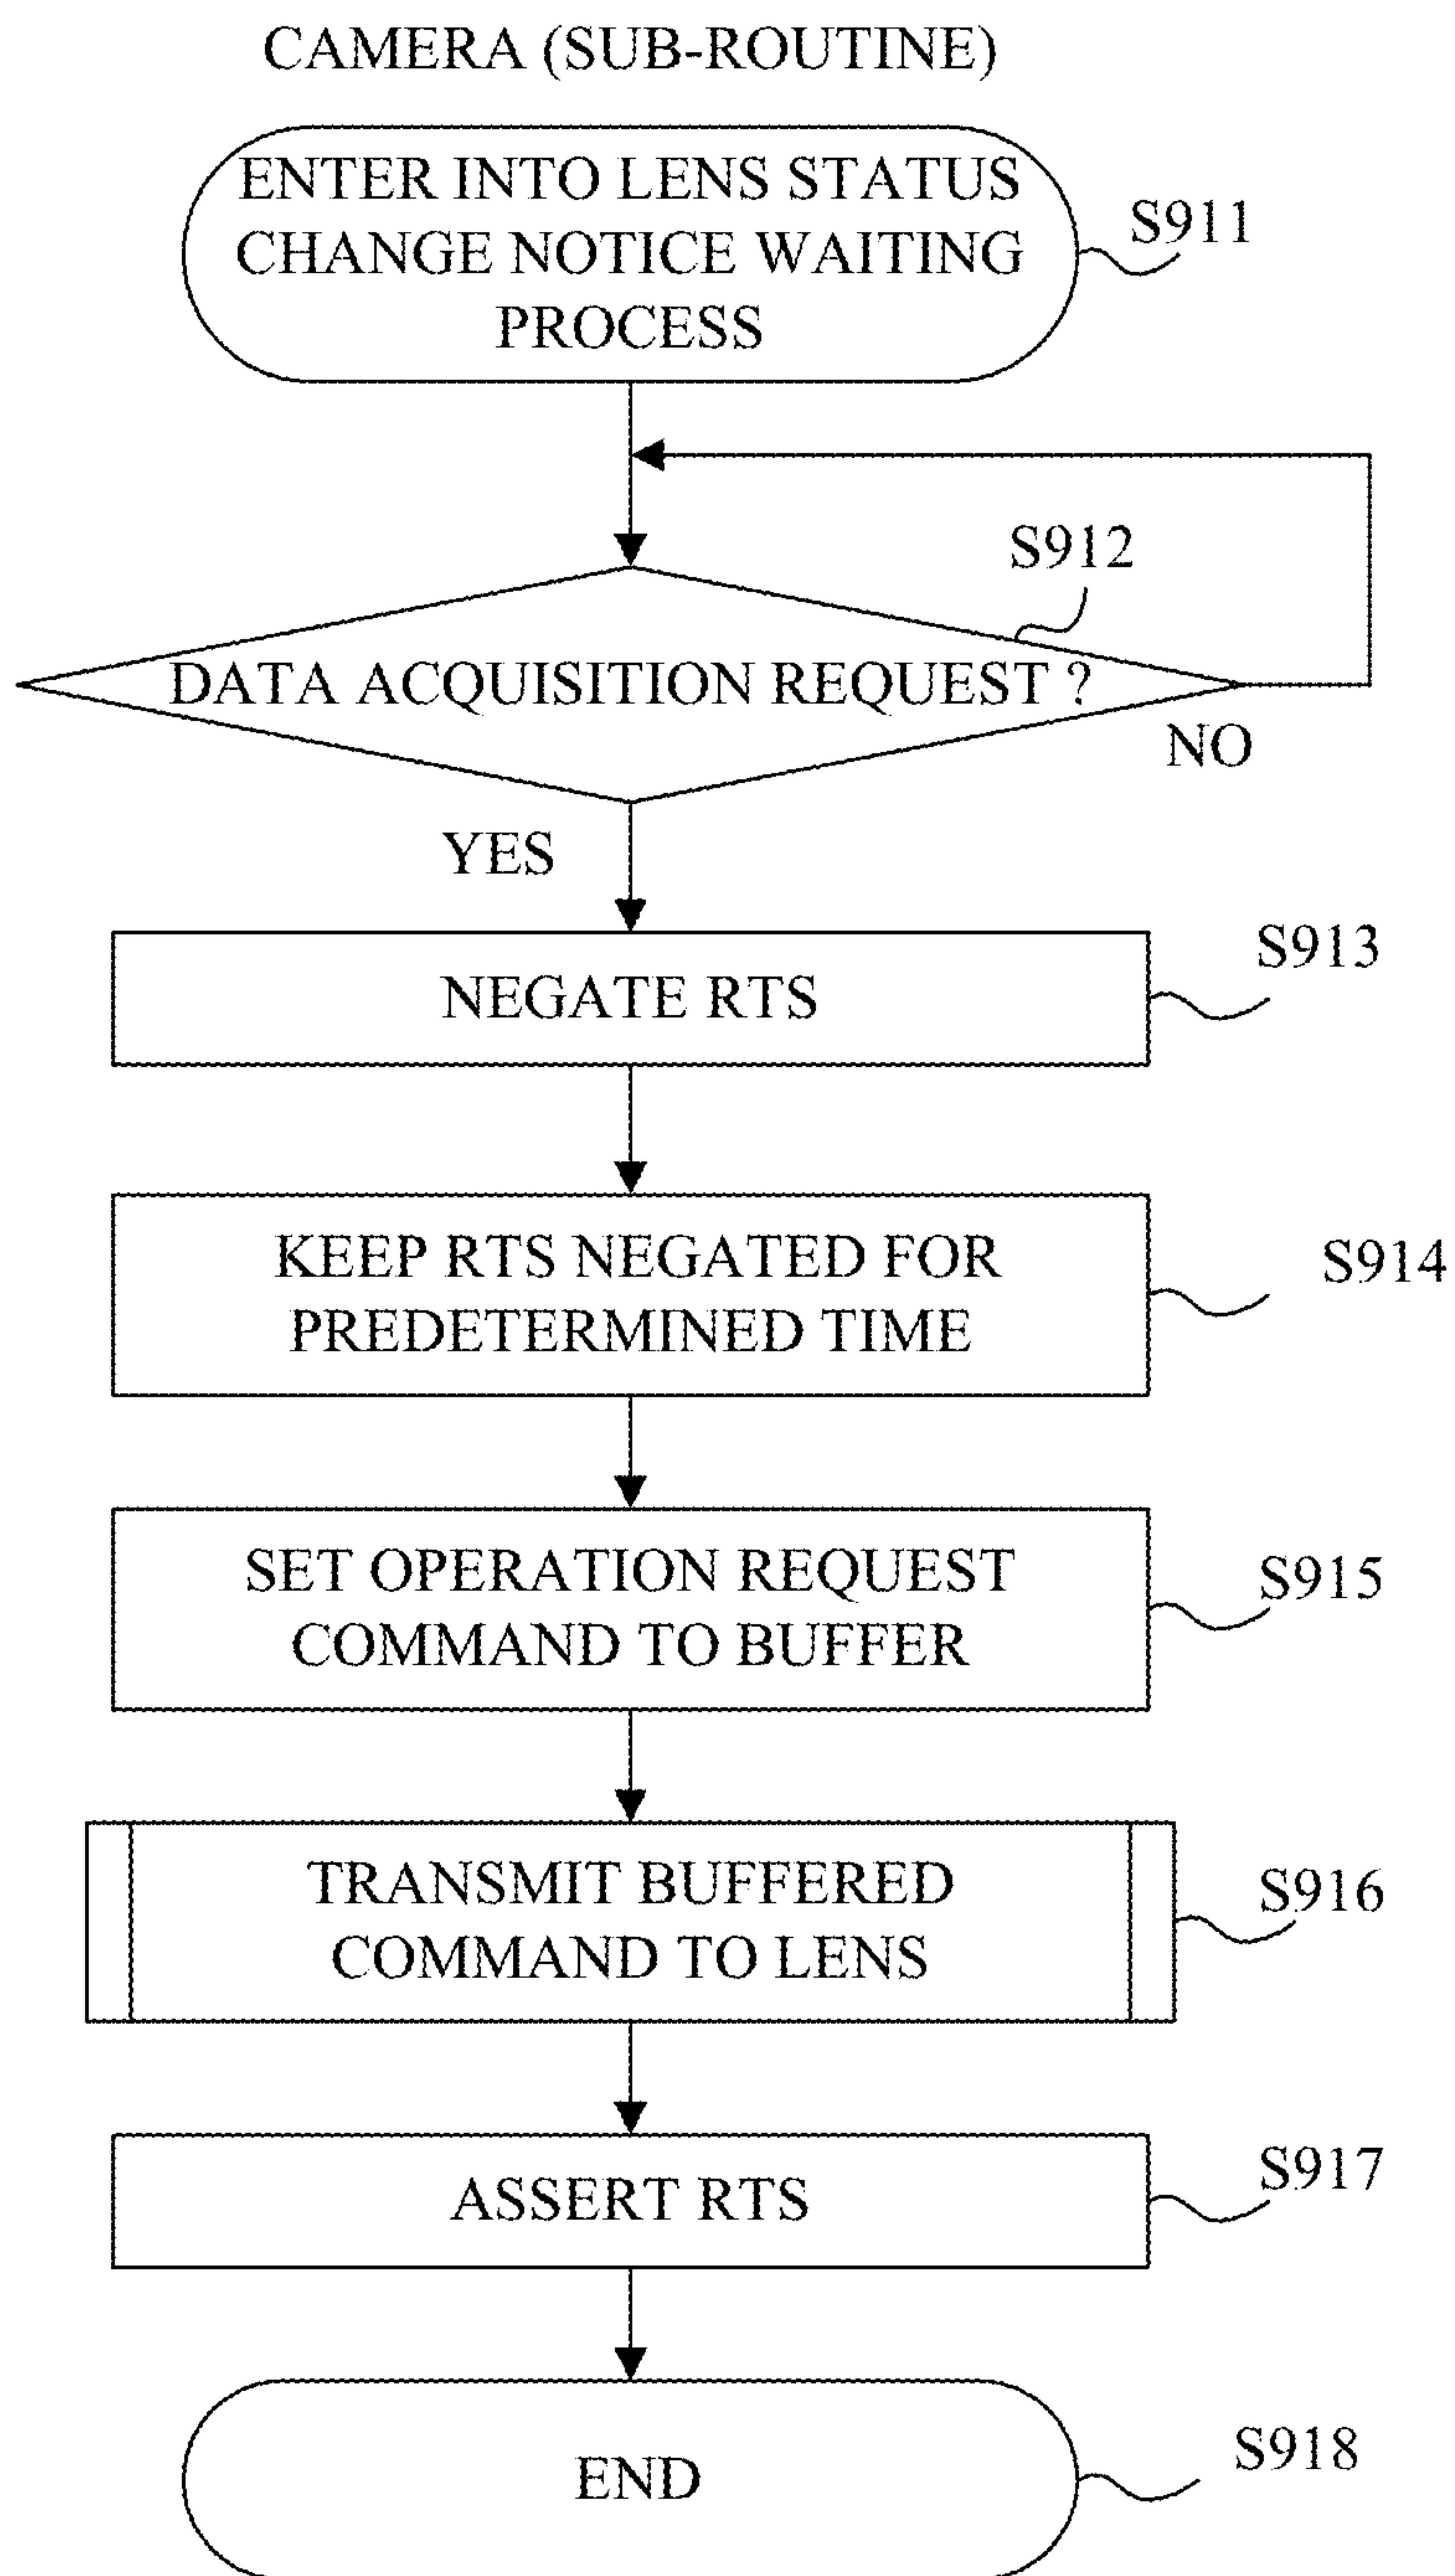 CAMERA (SUB-ROUTINE)
ENTER INTO LENS STATUS
CHANGE NOTICE WAITING
PROCESS
S911
S912
DATA ACQUISITION REQUEST ?
NO
YES
NEGATE RTS
S913
KEEP RTS NEGATED FOR
PREDETERMINED TIME
S914
SET OPERATION REQUEST
COMMAND TO BUFFER
S915
TRANSMIT BUFFERED
COMMAND TO LENS
S916
ASSERT RTS
S917
END
S918